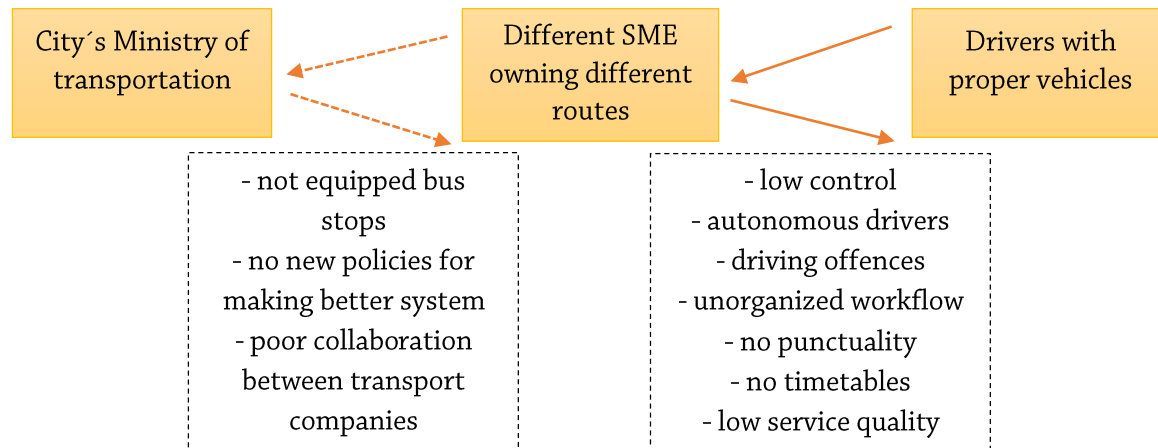 City´s Ministry of
transportation
Different SME
owning different
routes
Drivers with
proper vehicles
- not equipped bus
stops
- no new policies for
making better system
- poor collaboration
between transport
companies
- low control
- autonomous drivers
- driving offences
- unorganized workflow
- no punctuality
- no timetables
- low service quality